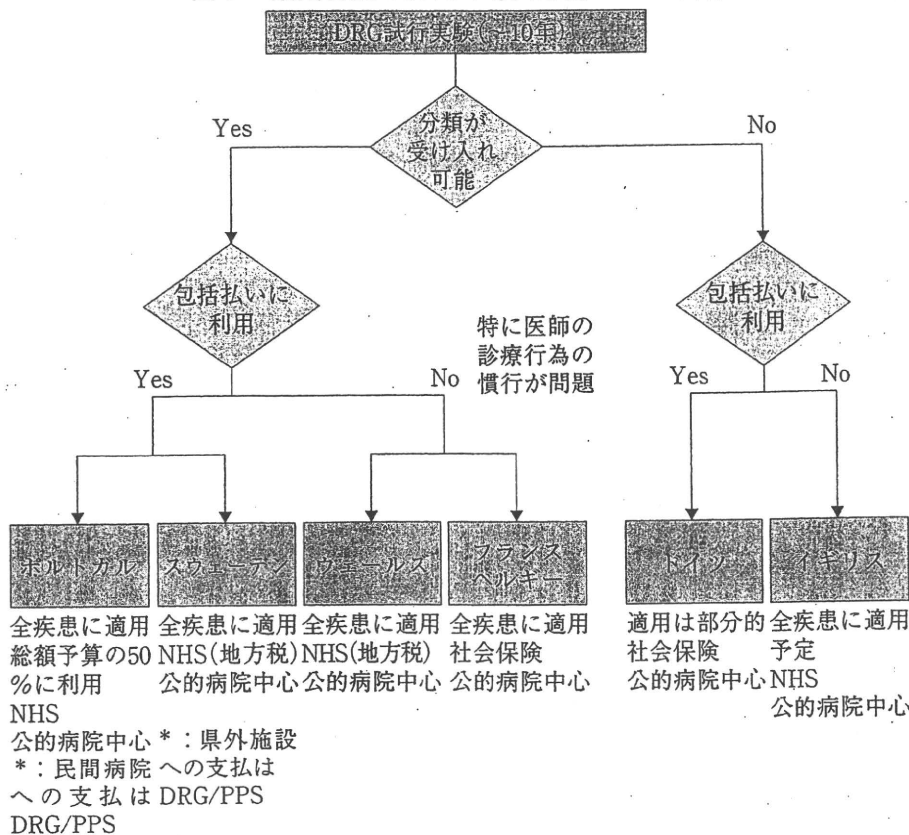 DRG試行実験(~10年)
分類が
受け入れ
可能
Yes
No
包括払いに
利用
包括払いに
利用
特に医師の
診療行為の
慣行が問題
Yes
No
Yes
No
ポルトガル
スウェーデン
ウェールズ
フランス
ベルギー
ドイツ
イギリス
全疾患に適用
総額予算の50
%に利用
NHS
公的病院中心
*:民間病院
への支払は
DRG/PPS
全疾患に適用
NHS(地方税)
公的病院中心
*:県外施設
への支払は
DRG/PPS
全疾患に適用
NHS(地方税)
公的病院中心
全疾患に適用
社会保険
公的病院中心
適用は部分的
社会保険
公的病院中心
全疾患に適用
予定
NHS
公的病院中心